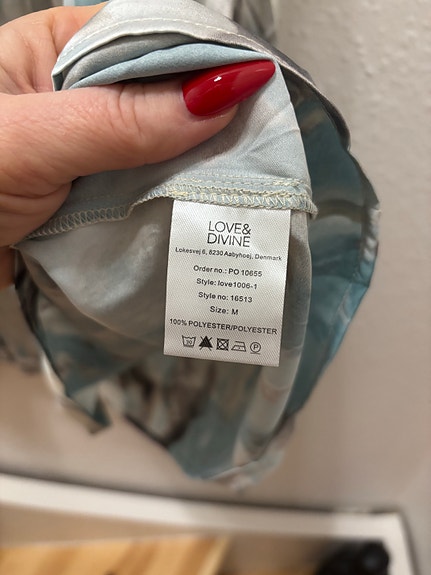 LOVE&
DIVINE
Lokesvej 6, 8230 Aabyhoej, Denmark
Order no.: PO 10655
Style: love1006-1
Style no: 16513
Size: M
100% POLYESTER/POLYESTER
30 P